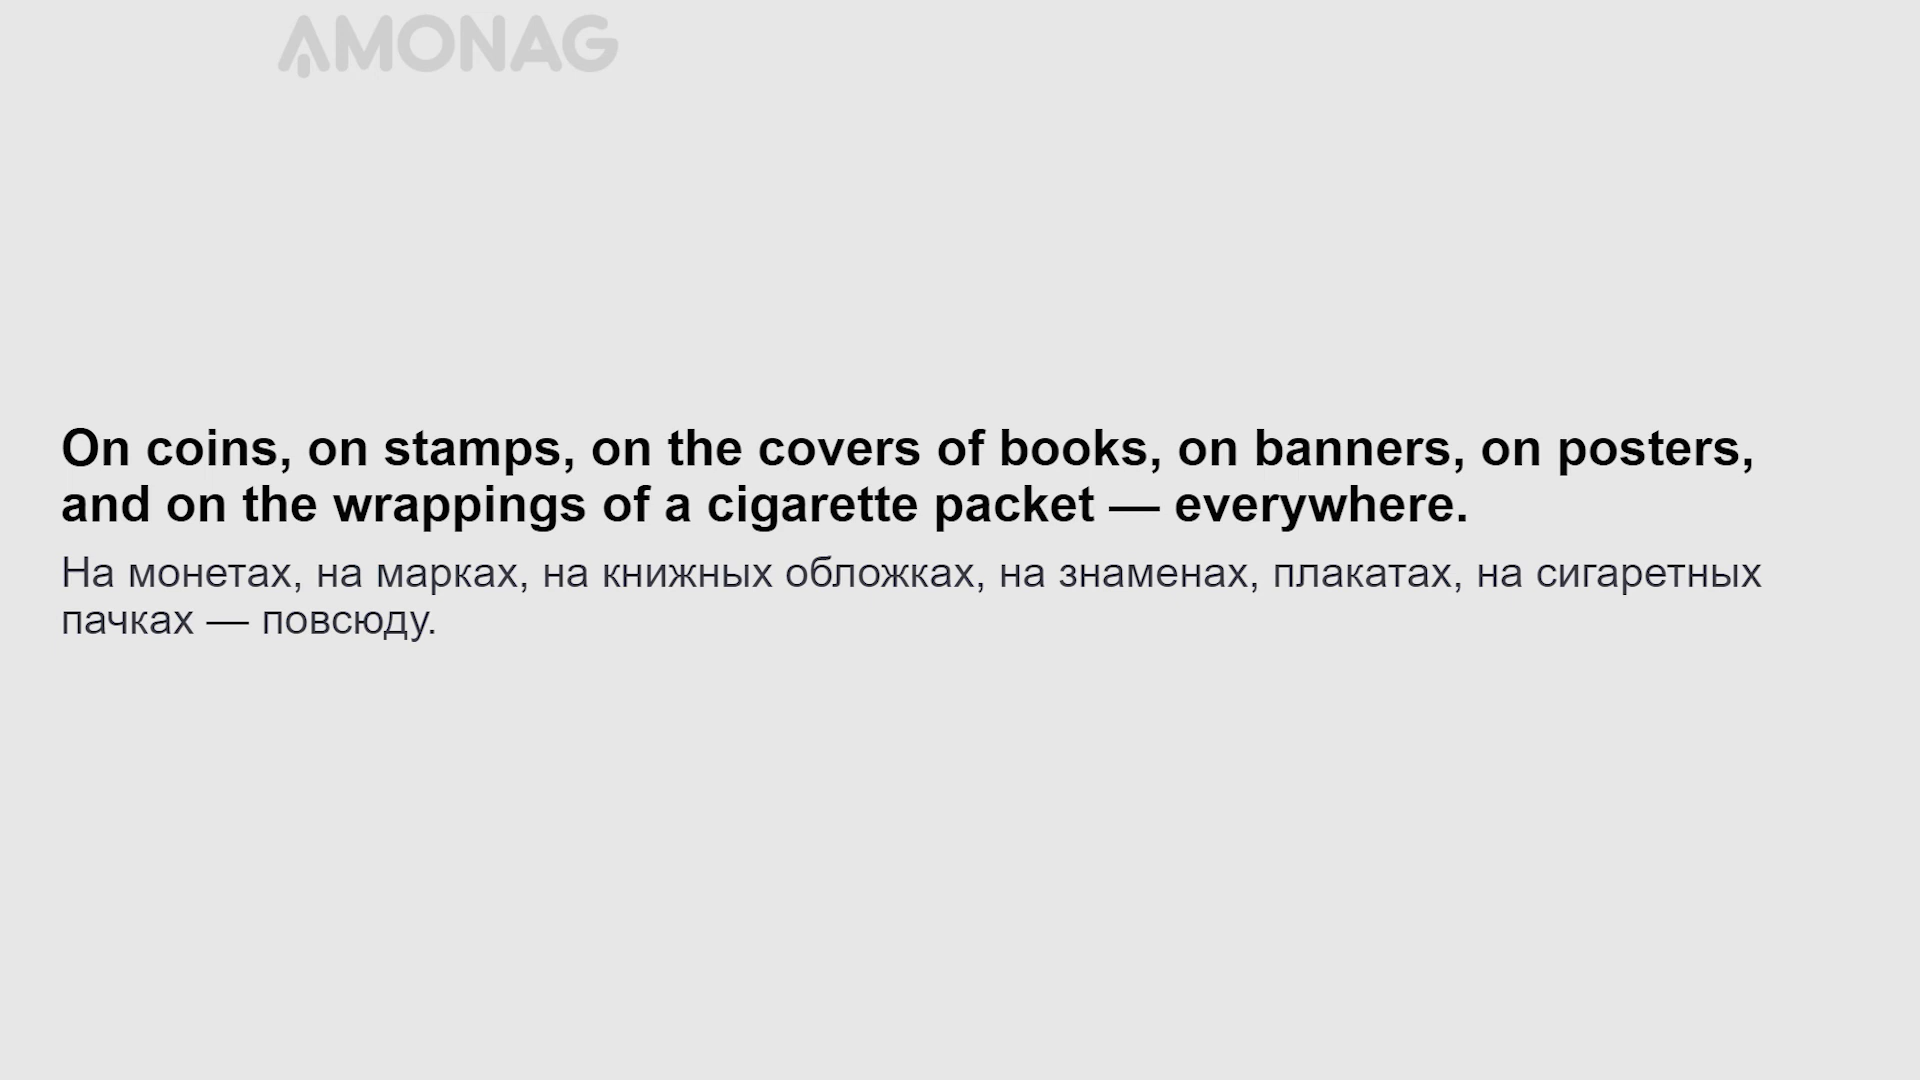 AMONAG
On coins, on stamps, on the covers of books, on banners, on posters,
and on the wrappings of a cigarette packet — everywhere.
На монетах, на марках, на книжных обложках, на знаменах, плакатах, на сигаретных
пачках — повсюду.